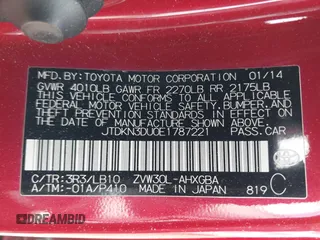 MFD. BY: TOYOTA MOTOR CORPORATION 01/14
GVWR 4010LB GAWR FR 2270LB RR 2175LB
THIS VEHICLE CONFORMS TO ALL APPLICABLE
FEDERAL MOTOR VEHICLE SAFETY, BUMPER, AND
THEFT PREVENTION STANDARDS IN EFFECT ON THE DATE
OF MANUFACTURE SHOWN ABOVE.
JTDKN3DU0E1787221 PASS.CAR
C/TR: 3R3/LB10 ZVW30L-AHXGBA
A/TM: -01A/P410 MADE IN JAPAN 819 C
DREAMBID